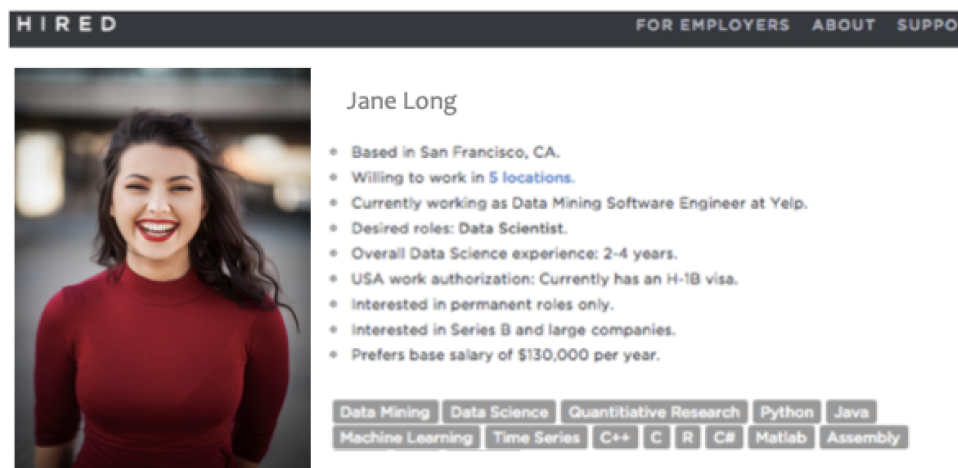 HIRED FOR EMPLOYERS ABOUT SUPPO
Jane Long
Based in San Francisco, CA.
Willing to work in 5 locations.
Currently working as Data Mining Software Engineer at Yelp.
Desired roles: Data Scientist.
Overall Data Science experience: 2-4 years.
USA work authorization: Currently has an H-1B visa.
Interested in permanent roles only.
Interested in Series B and large companies.
Prefers base salary of $130,000 per year.
Data Mining Data Science Quantitiative Research Python Java
Machine Learning Time Series C++ C R C# Matlab Assembly